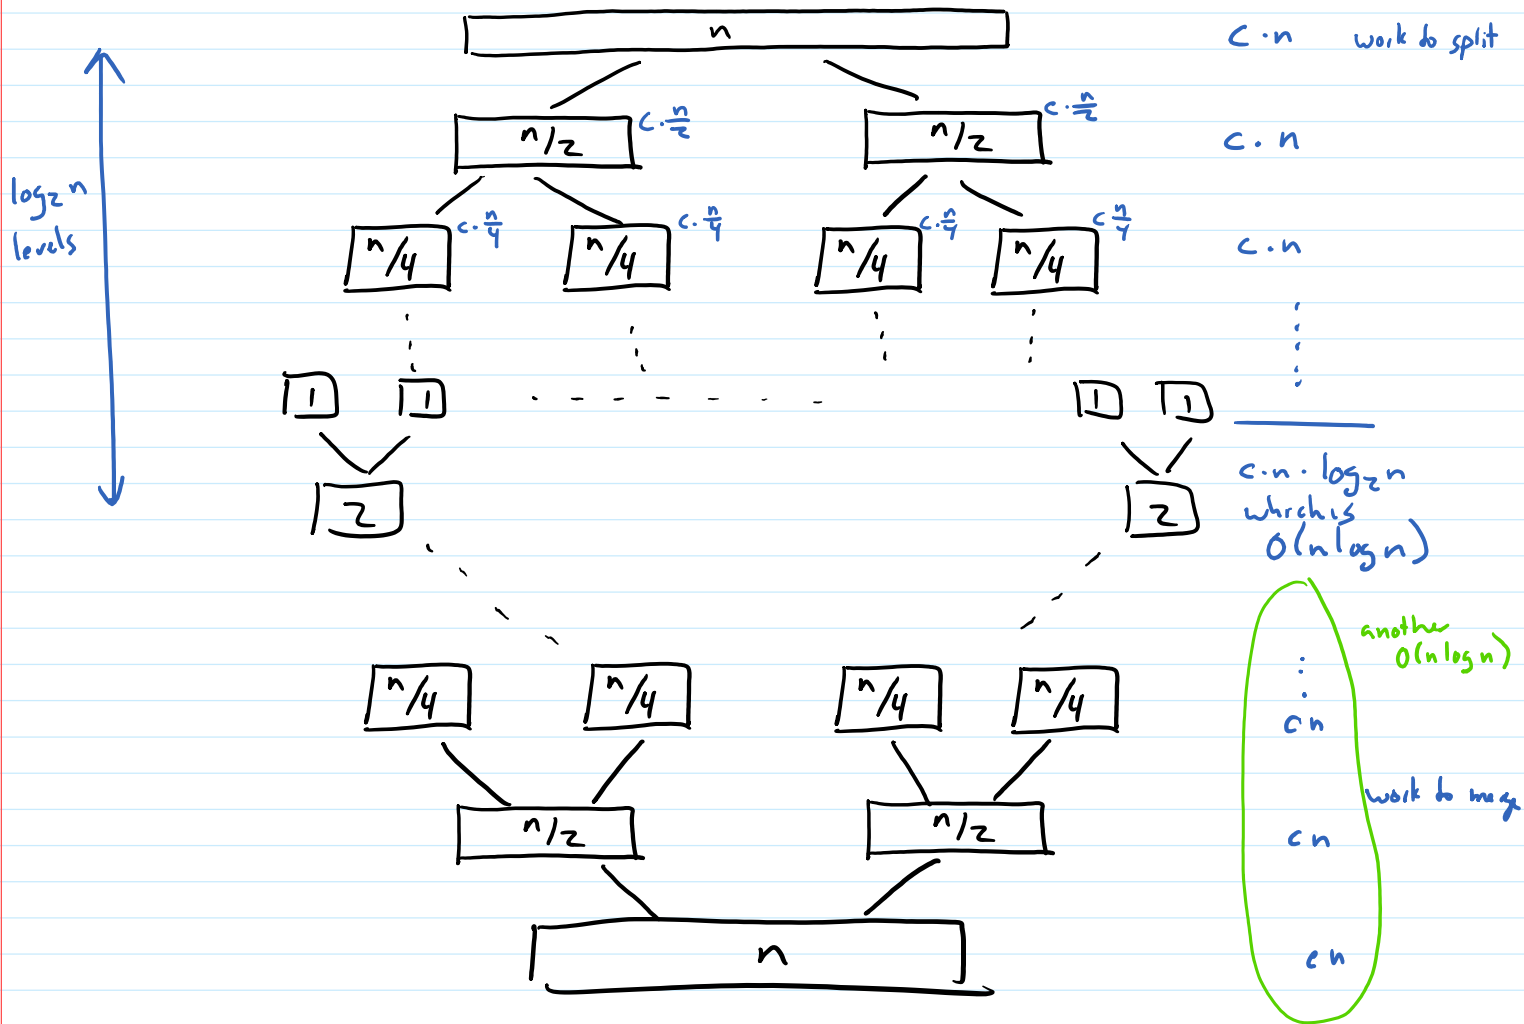 n
c · n work to split
n/2 c · n/2 n/2 c · n/2
c · n
log₂ n
levels
n/4 c · n/4 n/4 c · n/4 n/4 c · n/4 n/4 c n/4
c · n
1 1 1 1
2 2
c · n · log₂ n
which is
O(n log n)
another
O(n log n)
n/4 n/4 n/4 n/4
cn
work to merge
n/2 n/2
cn
n
cn